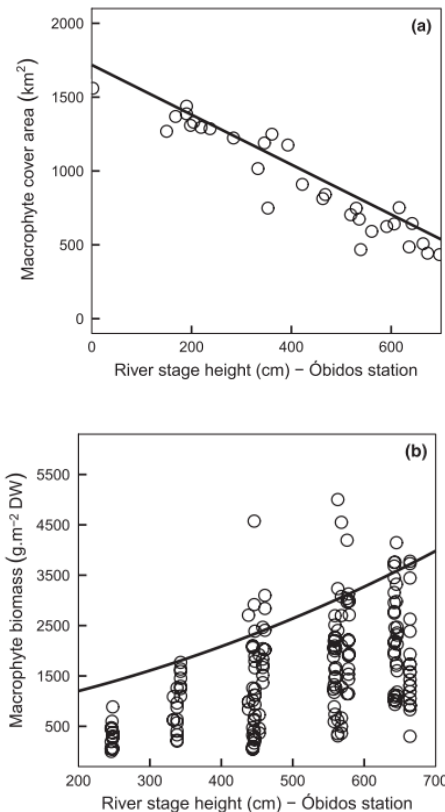 (a)
Macrophyte cover area (km²)
2000
1500
1000
500
0
0 200 400 600
River stage height (cm) – Óbidos station
(b)
Macrophyte biomass (g.m⁻² DW)
5500
4500
3500
2500
1500
500
200 300 400 500 600 700
River stage height (cm) – Óbidos station